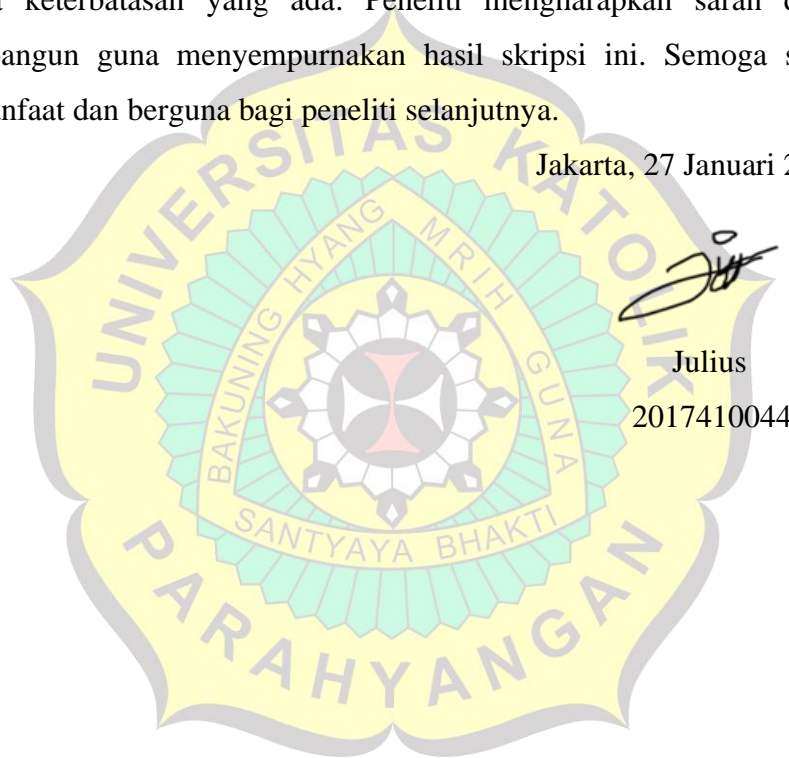 keterbatasan yang ada. Peneliti mengharapkan saran
bangun guna menyempurnakan hasil skripsi ini. Semoga
nfaat dan berguna bagi peneliti selanjutnya.
Jakarta, 27 Januari 2
Julius
2017410044
UNIVERSITAS KATOLIK
PARAHYANGAN
BAKUNING HYANG MRIH GUNA
SANTYAYA BHAKTI